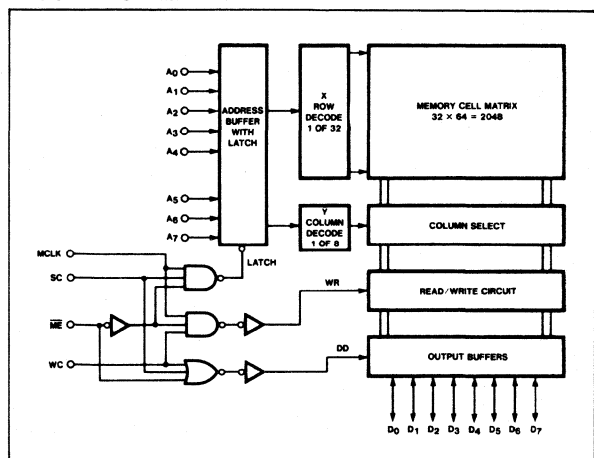 A0
A1
A2
A3
A4
A5
A6
A7
ADDRESS
BUFFER
WITH
LATCH
X
ROW
DECODE
1 OF 32
MEMORY CELL MATRIX
32 × 64 = 2048
Y
COLUMN
DECODE
1 OF 8
COLUMN SELECT
MCLK
SC
ME
WC
LATCH
WR
READ/WRITE CIRCUIT
DD
OUTPUT BUFFERS
D0 D1 D2 D3 D4 D5 D6 D7